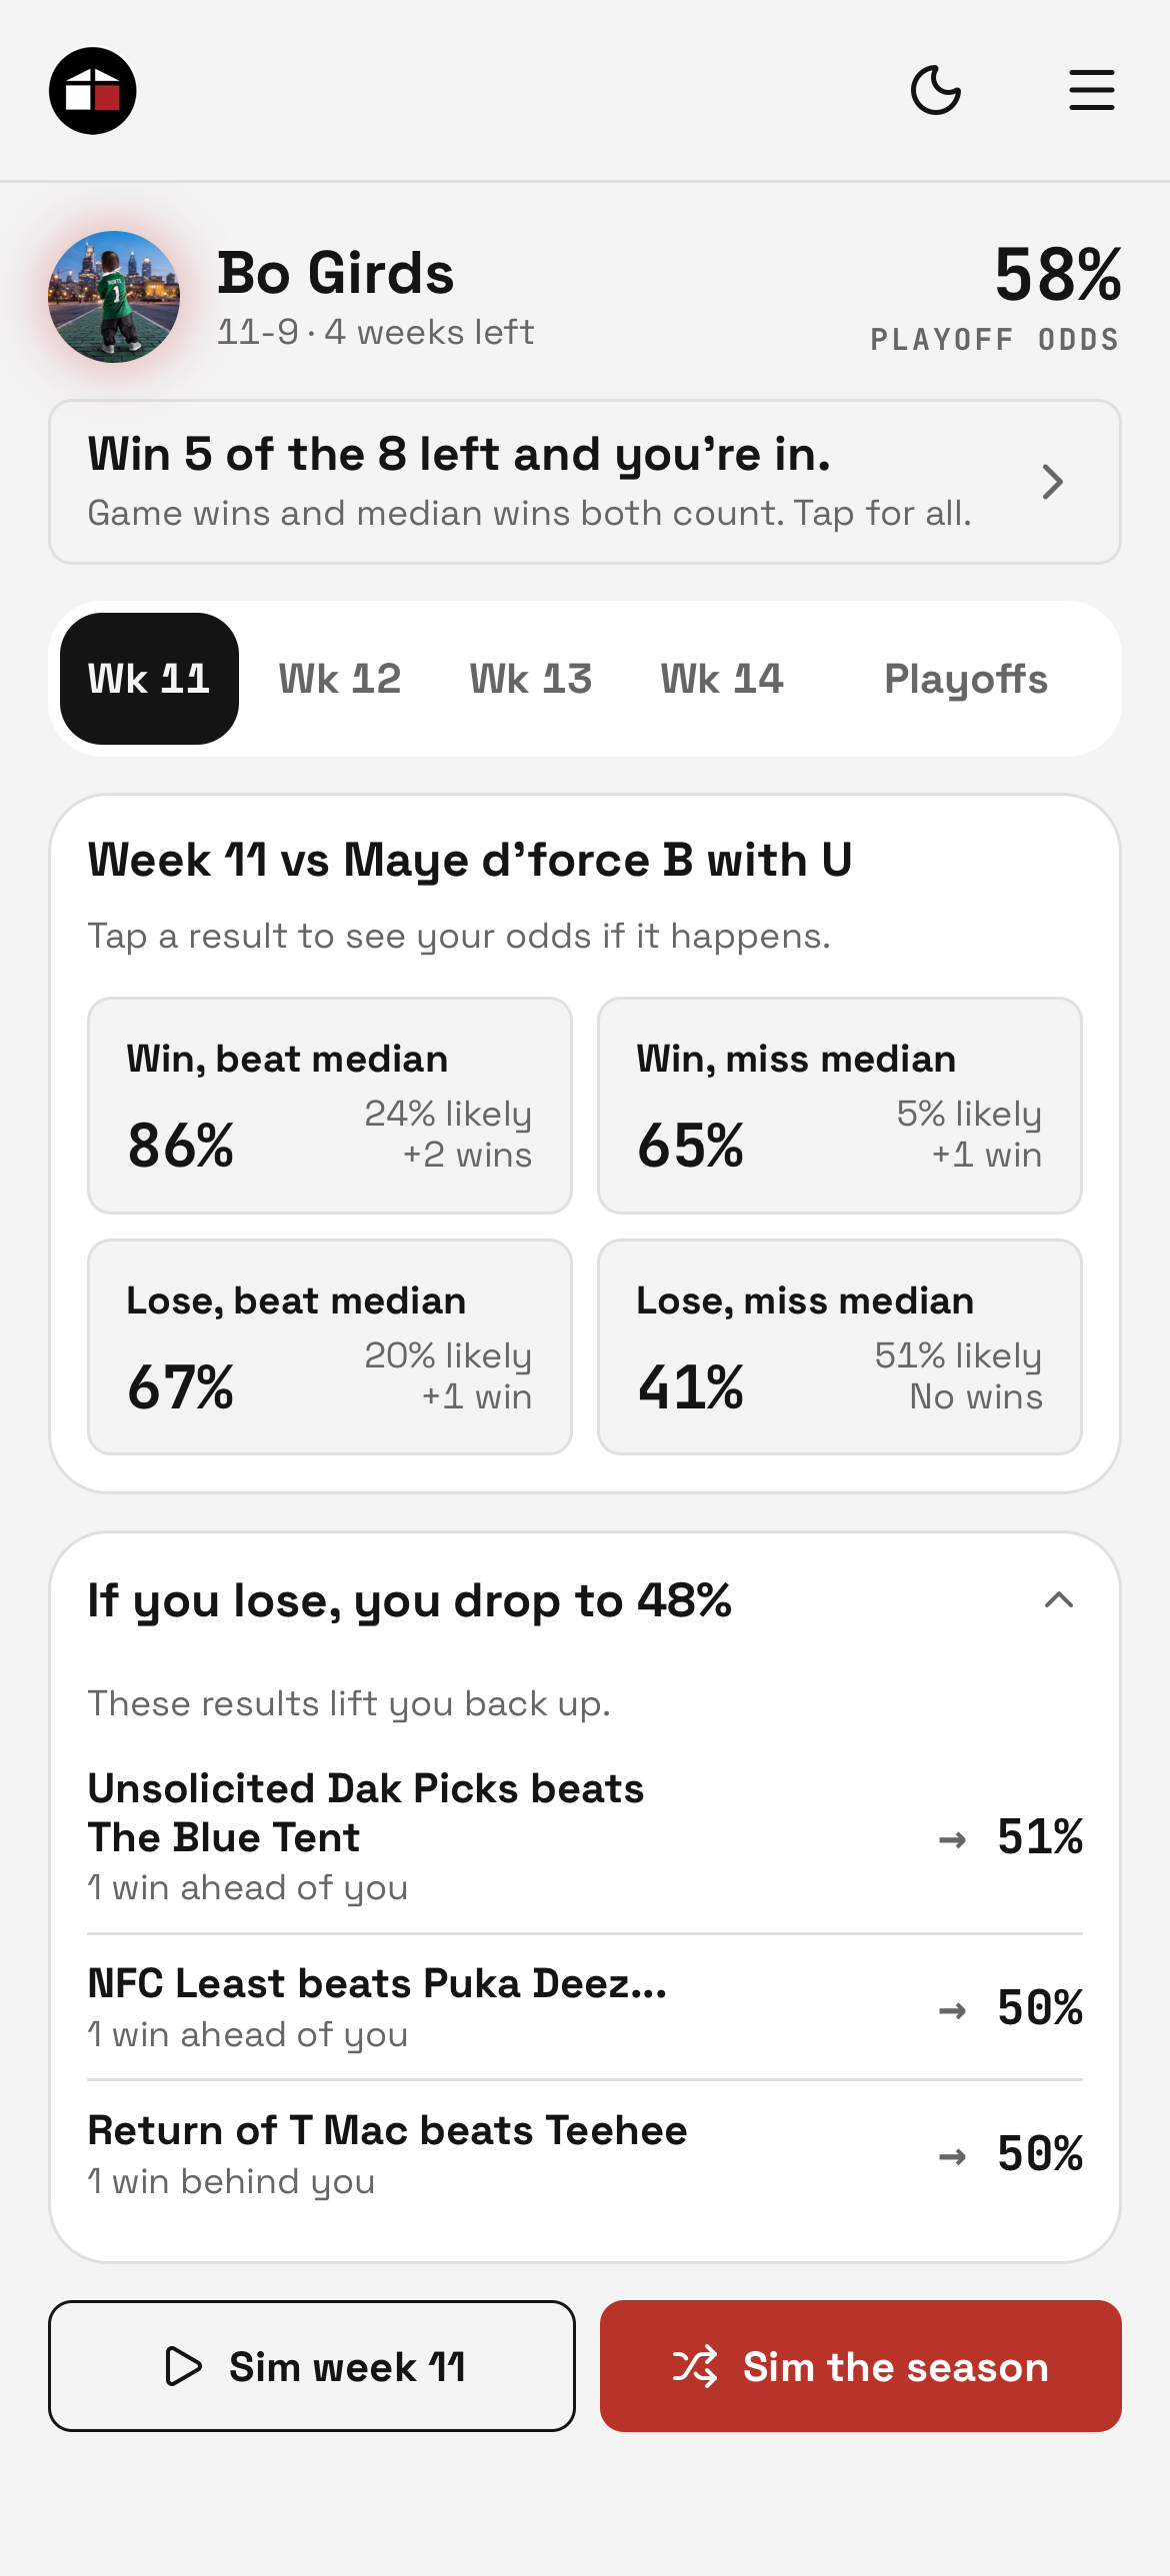 Bo Girds
11-9 · 4 weeks left
58%
PLAYOFF ODDS
Win 5 of the 8 left and you’re in.
Game wins and median wins both count. Tap for all.
Wk 11
Wk 12
Wk 13
Wk 14
Playoffs
Week 11 vs Maye d’force B with U
Tap a result to see your odds if it happens.
Win, beat median
86%
24% likely
+2 wins
Win, miss median
65%
5% likely
+1 win
Lose, beat median
67%
20% likely
+1 win
Lose, miss median
41%
51% likely
No wins
If you lose, you drop to 48%
These results lift you back up.
Unsolicited Dak Picks beats
The Blue Tent
1 win ahead of you
→ 51%
NFC Least beats Puka Deez...
1 win ahead of you
→ 50%
Return of T Mac beats Teehee
1 win behind you
→ 50%
Sim week 11
Sim the season